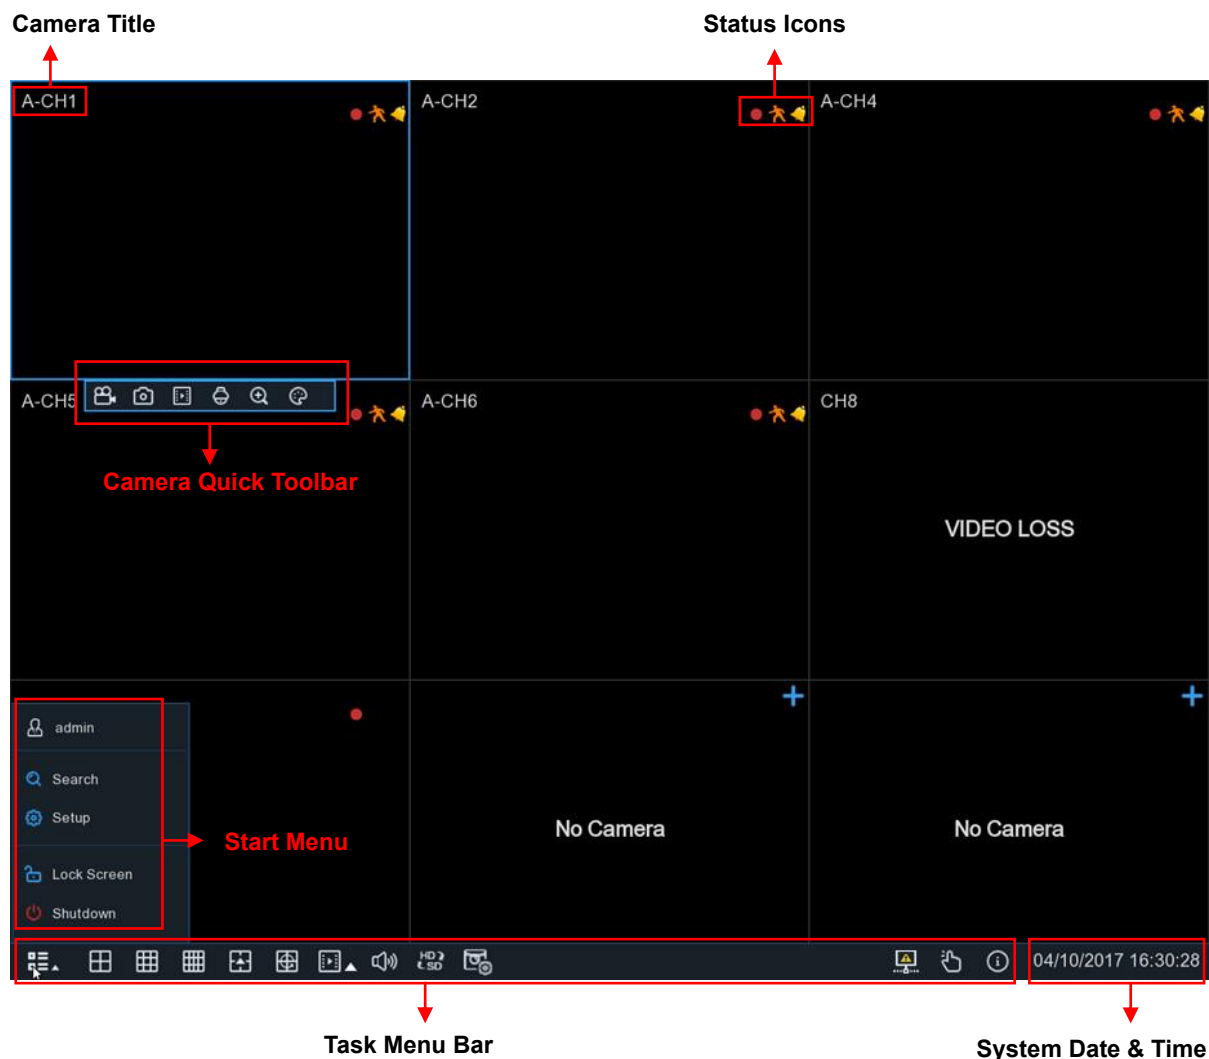 Camera Title
Status Icons
A-CH1
A-CH2
A-CH4
A-CH5
A-CH6
CH8
Camera Quick Toolbar
VIDEO LOSS
admin
Search
Setup
Start Menu
Lock Screen
Shutdown
No Camera
No Camera
HD
SD
04/10/2017 16:30:28
Task Menu Bar
System Date & Time